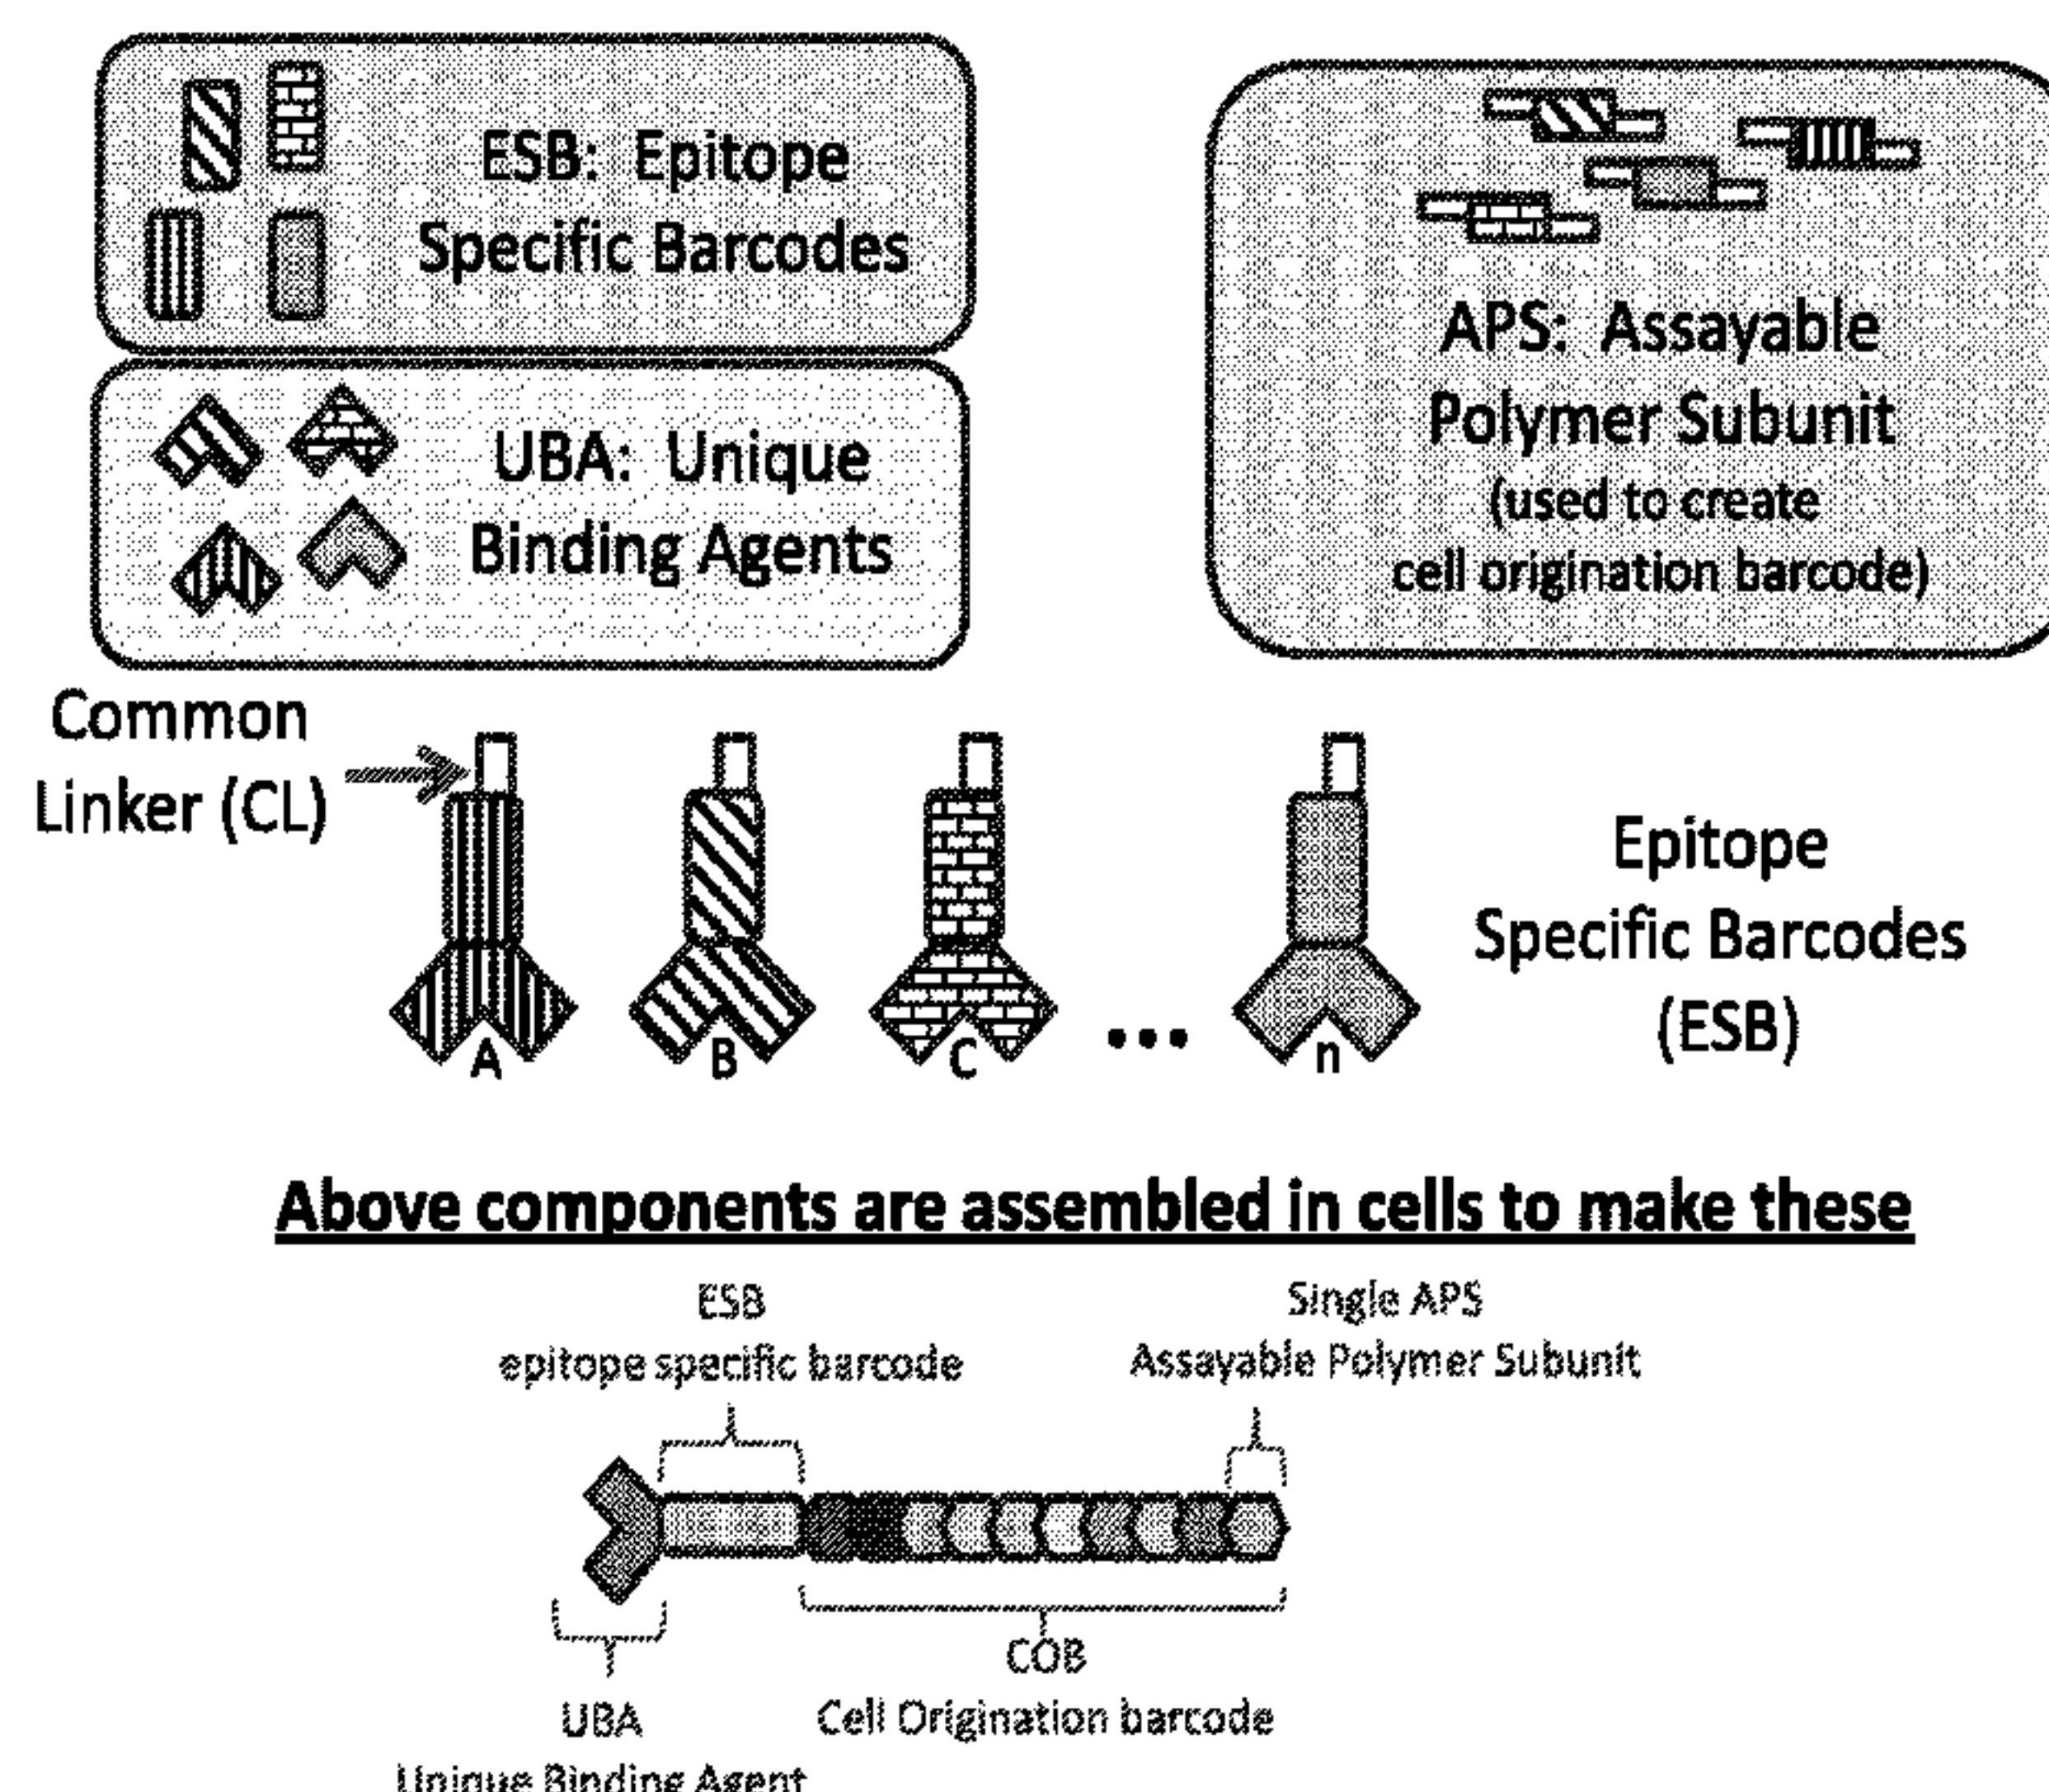 ESB: Epitope
Specific Barcodes
UBA: Unique
Binding Agents
APS: Assayable
Polymer Subunit
(used to create
cell origination barcode)
Common
Linker (CL)
A
B
C
...
n
Epitope
Specific Barcodes
(ESB)
Above components are assembled in cells to make these
ESB
epitope specific barcode
Single APS
Assayable Polymer Subunit
COB
Cell Origination barcode
UBA
Unique Binding Agent